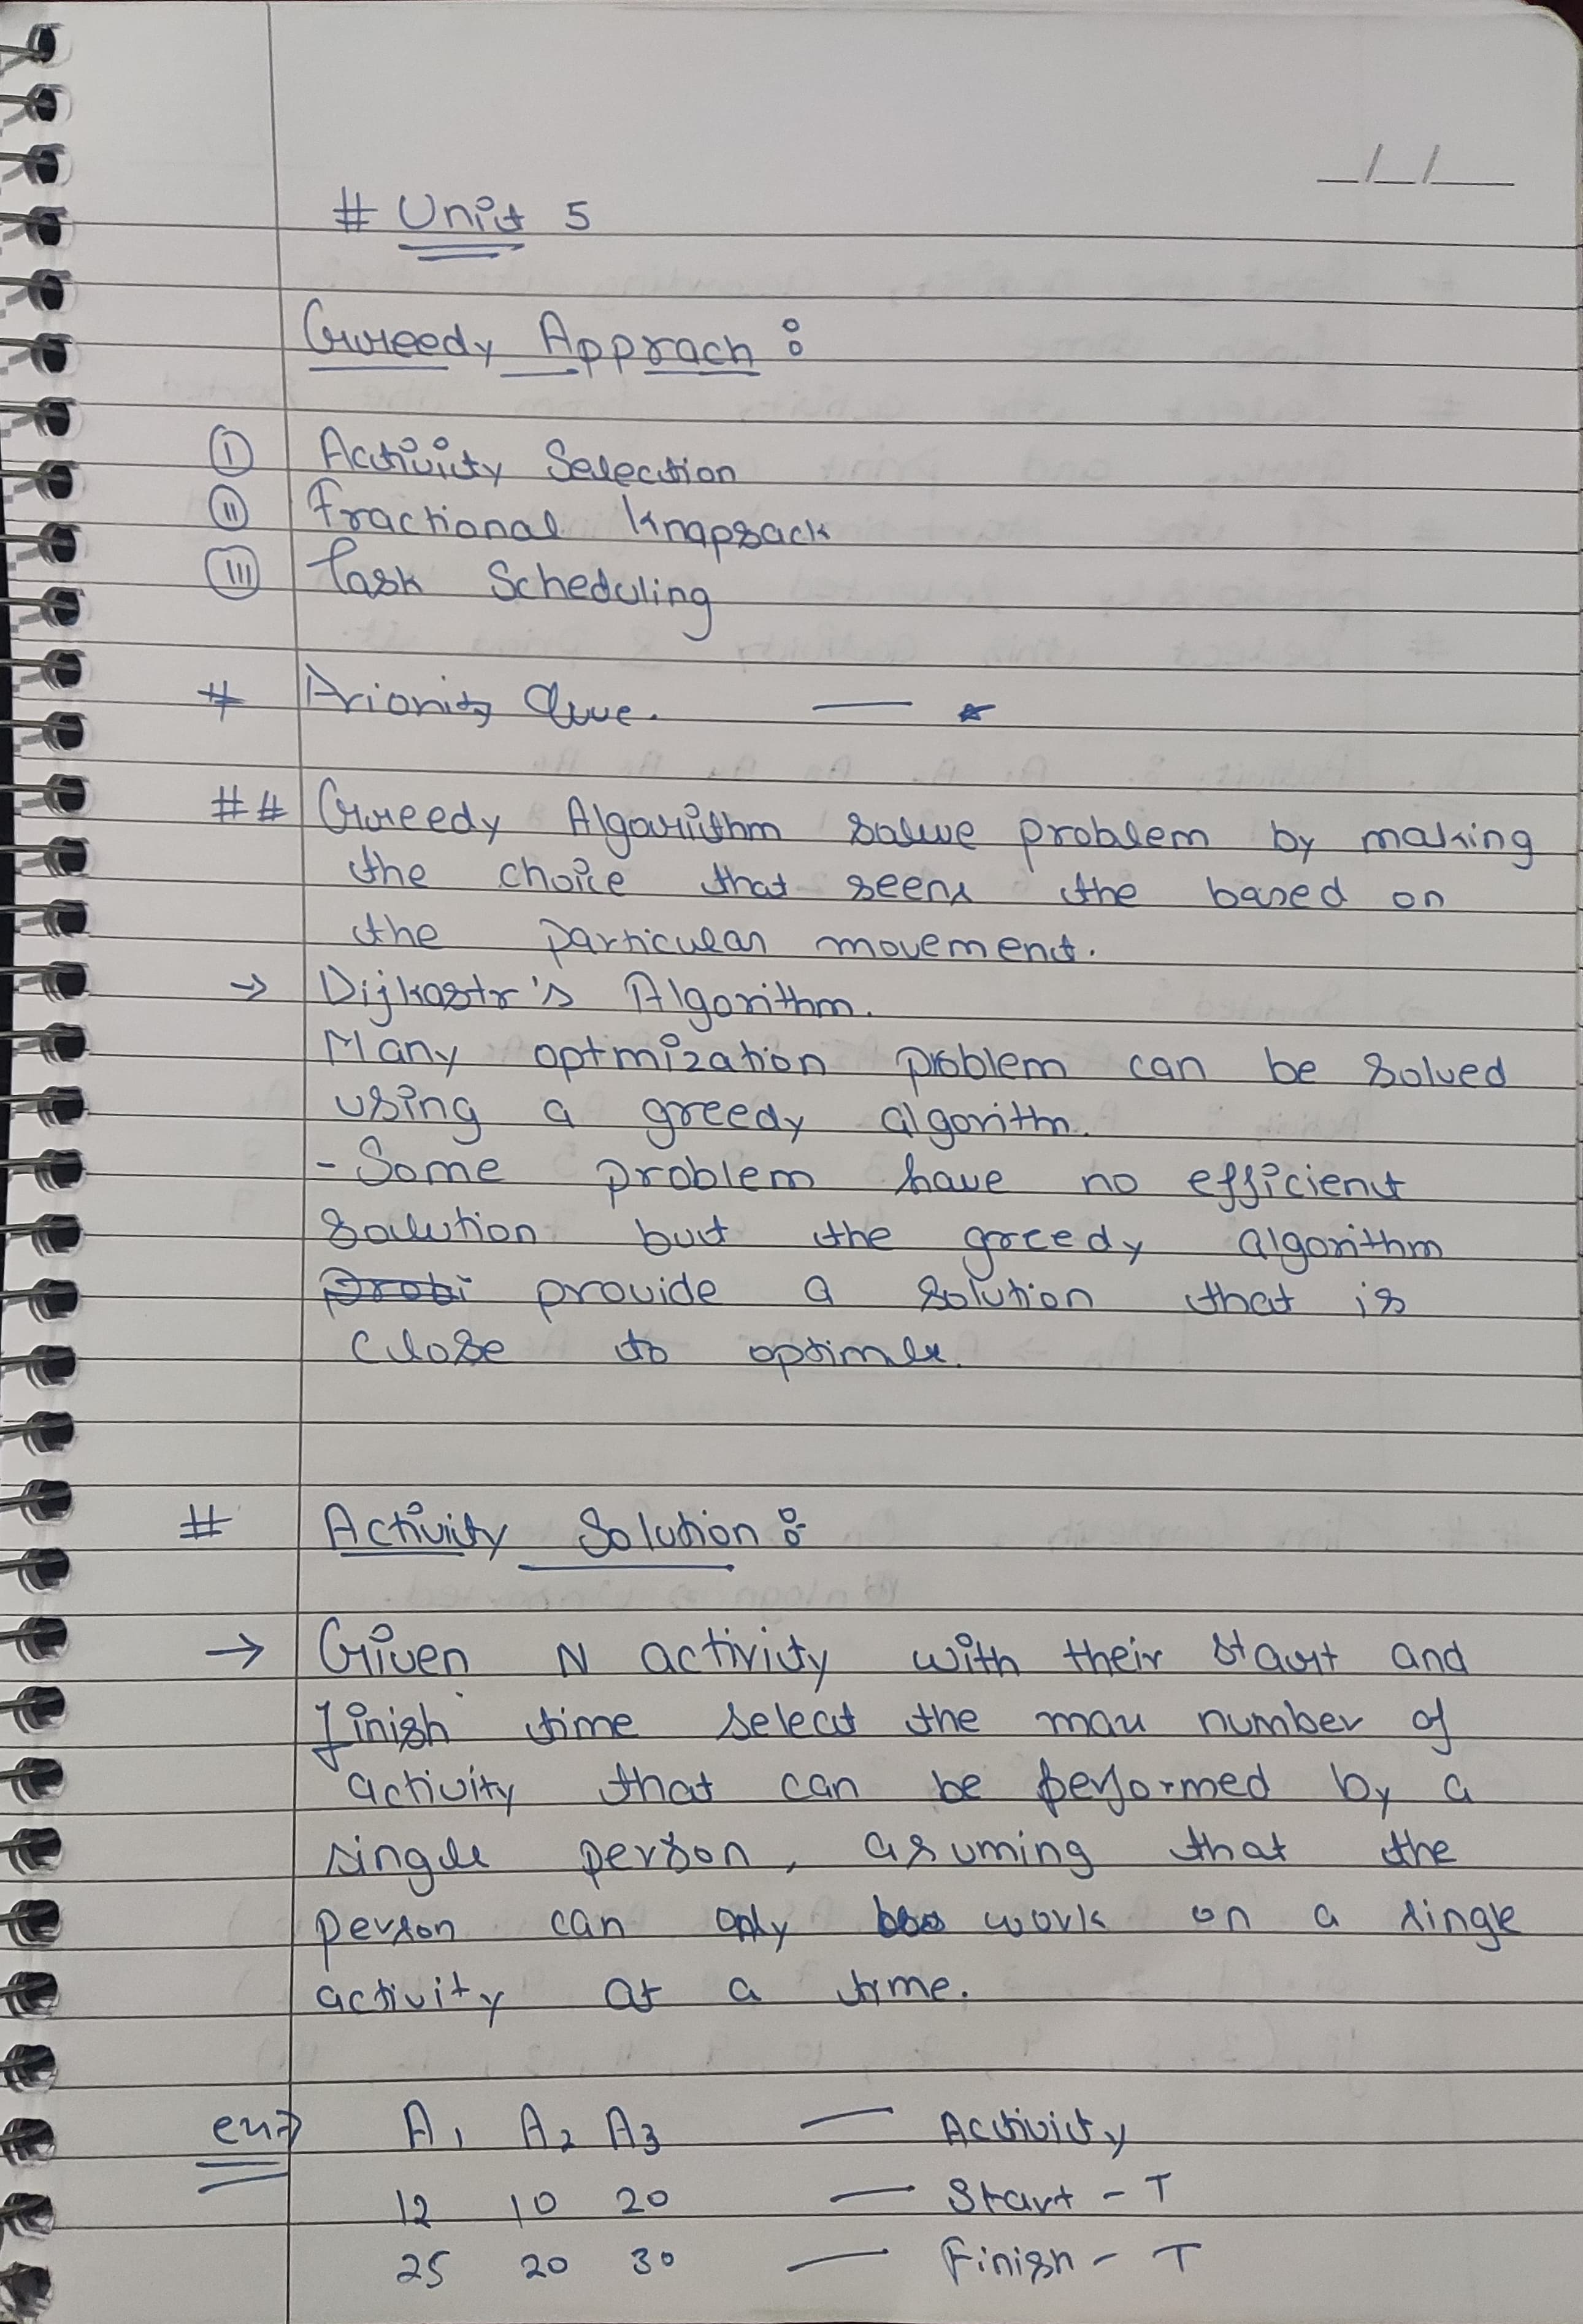 _/_/__
# Unit 5
Greedy Apprach :
I Activity Selection
II Fractional Knapsack
III Task Scheduling
# Priority Quue. — *
## Greedy Algorithm solve problem by making
the choice that seems the based on
the particular movement.
→ Dijkastr's Algorithm.
Many optmization problem can be solved
using a greedy algorithm.
- Some problem have no efficient
solution but the greedy algorithm
provide a solution that is
close to
# Activity Solution :
→ Given N activity with their start and
finish time select the max number of
activity that can be performed by a
single person, asuming that the
person can only work on a single
activity at a time.
ex→ A1 A2 A3 — Activity
12 10 20 — Start - T
25 20 30 — Finish - T